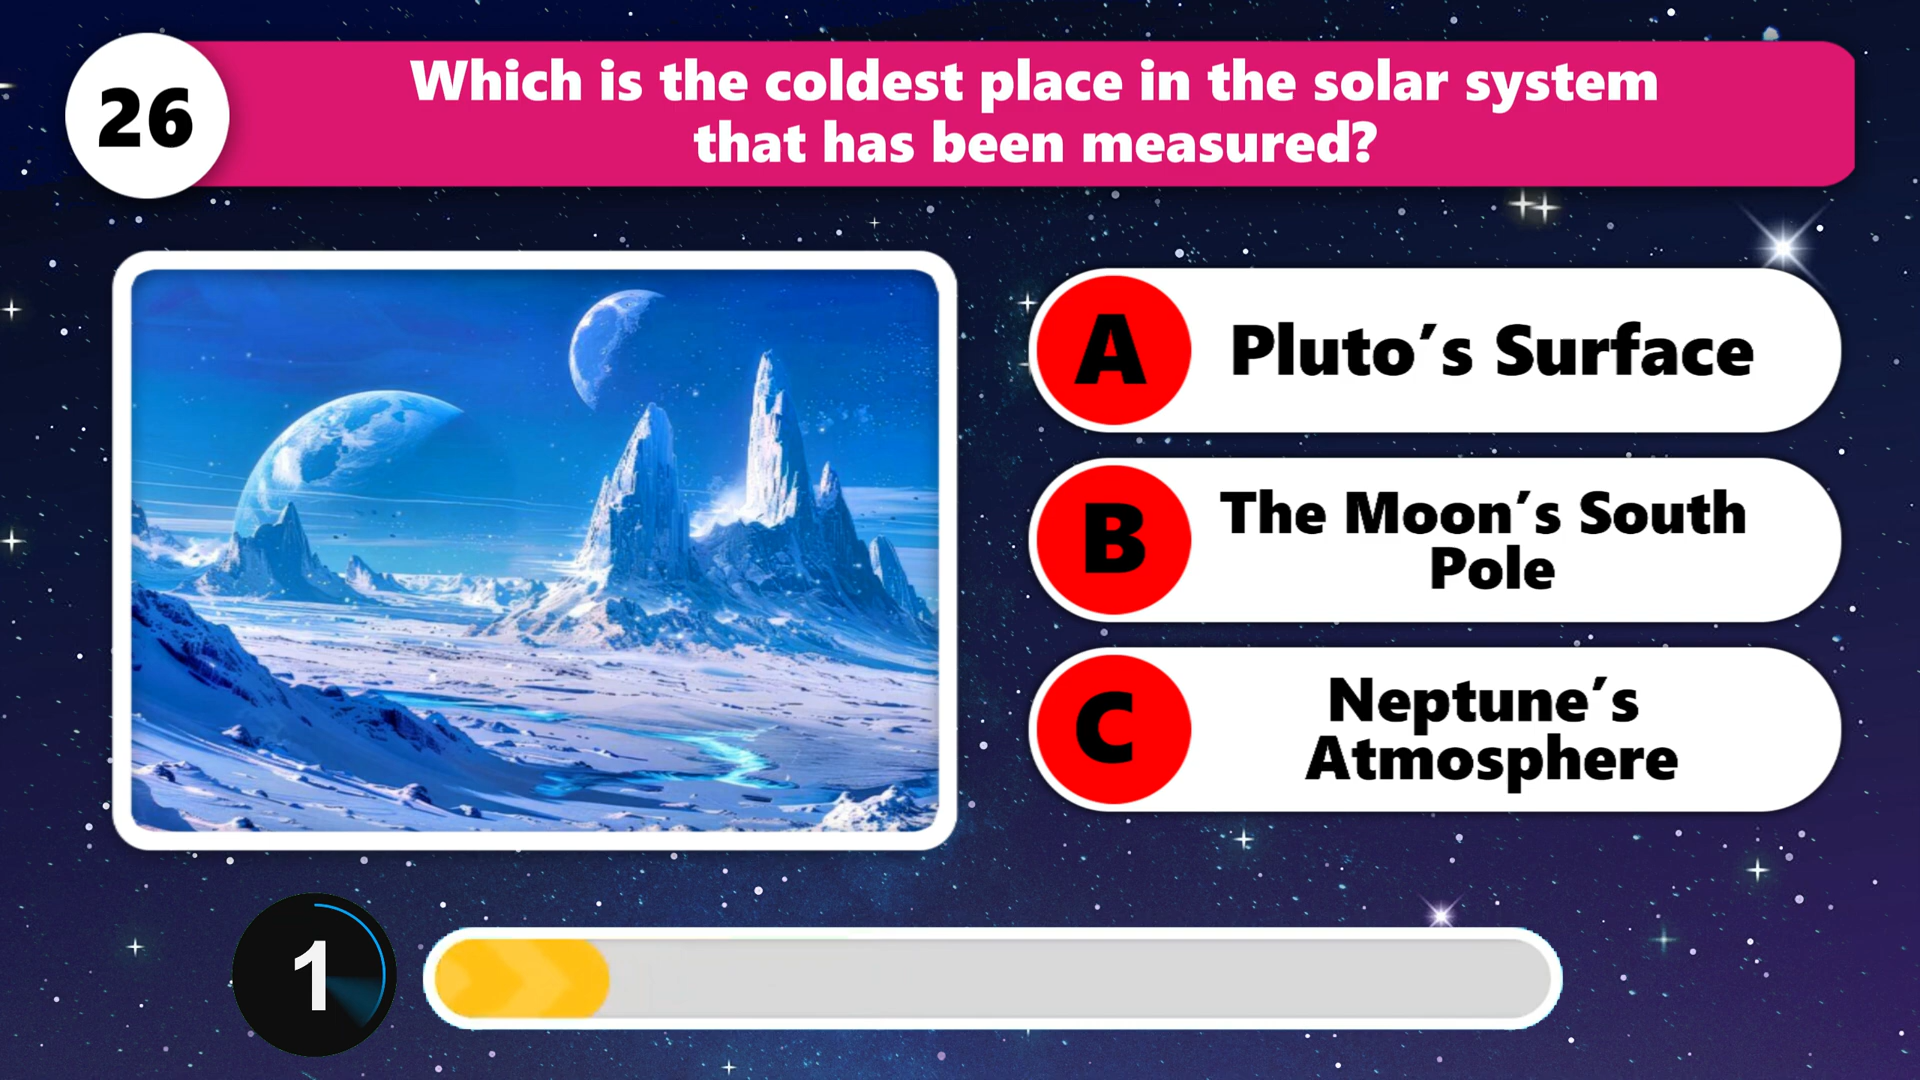 26
Which is the coldest place in the solar system
that has been measured?
A
Pluto’s Surface
B
The Moon’s South
Pole
C
Neptune’s
Atmosphere
1